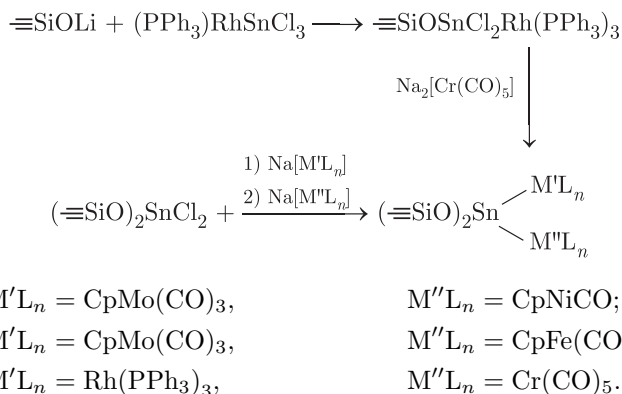 ≡SiOLi + (PPh₃)RhSnCl₃ ⟶ ≡SiOSnCl₂Rh(PPh₃)₃
Na₂[Cr(CO)₅]
1) Na[M'Lₙ]
2) Na[M"Lₙ]
(≡SiO)₂SnCl₂ + ⟶ (≡SiO)₂Sn
M'Lₙ
M"Lₙ
M′Lₙ = CpMo(CO)₃, M″Lₙ = CpNiCO;
M′Lₙ = CpMo(CO)₃, M″Lₙ = CpFe(CO
M′Lₙ = Rh(PPh₃)₃, M″Lₙ = Cr(CO)₅.